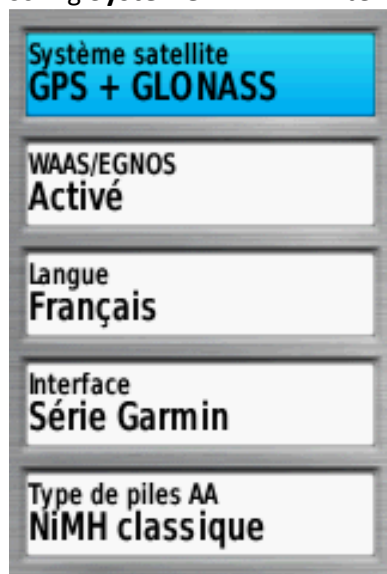 Système satellite
GPS + GLONASS
WAAS/EGNOS
Activé
Langue
Français
Interface
Série Garmin
Type de piles AA
NiMH classique